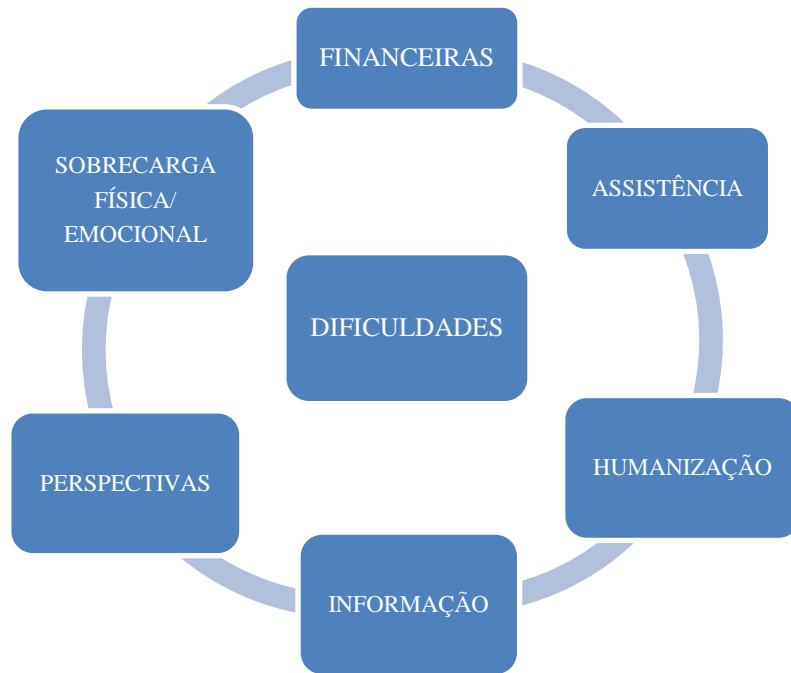 FINANCEIRAS
ASSISTÊNCIA
HUMANIZAÇÃO
INFORMAÇÃO
PERSPECTIVAS
SOBRECARGA
FÍSICA/
EMOCIONAL
DIFICULDADES